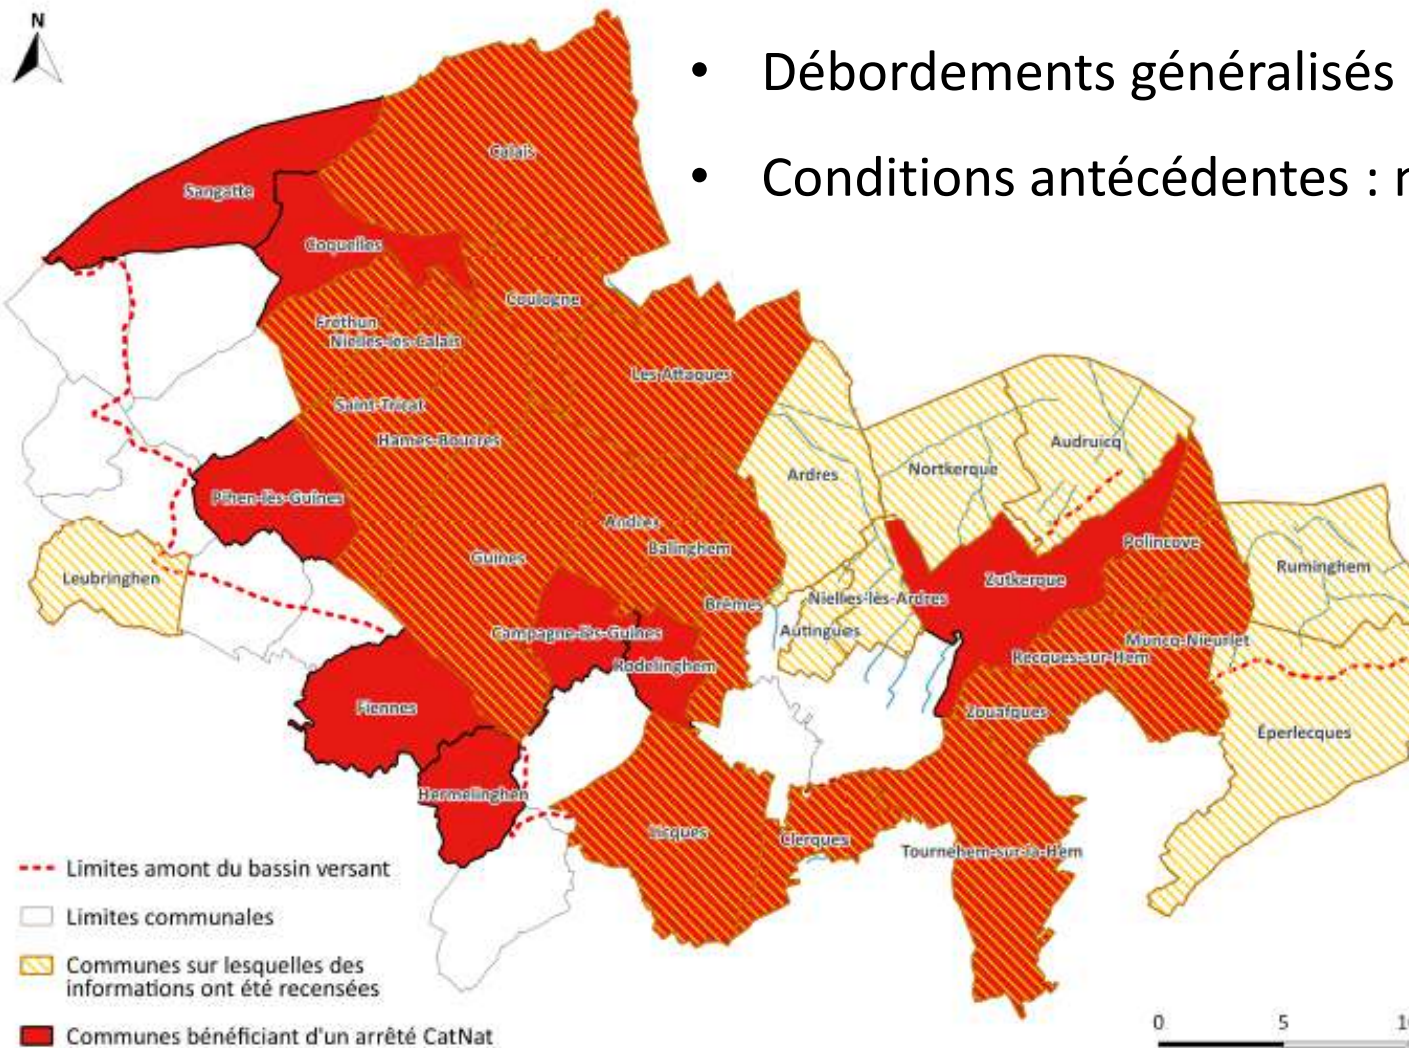 N
• Débordements généralisés
• Conditions antécédentes : r
Calais
Sangatte
Coquelles
Coulogne
Fréthun
Nielles-lès-Calais
Les Attaques
Saint-Tricat
Hames-Boucres
Audruicq
Nortkerque
Ardres
Pihen-lès-Guînes
Andres
Balinghem
Polincove
Guînes
Ruminghem
Leubringhen
Zutkerque
Nielles-lès-Ardres
Brêmes
Autingues
Campagne-lès-Guînes
Muncq-Nieurlet
Recques-sur-Hem
Rodelinghem
Fiennes
Zouafques
Éperlecques
Hermelinghen
Licques
Clerques
Tournehem-sur-la-Hem
Limites amont du bassin versant
Limites communales
Communes sur lesquelles des
informations ont été recensées
Communes bénéficiant d'un arrêté CatNat
0 5 10